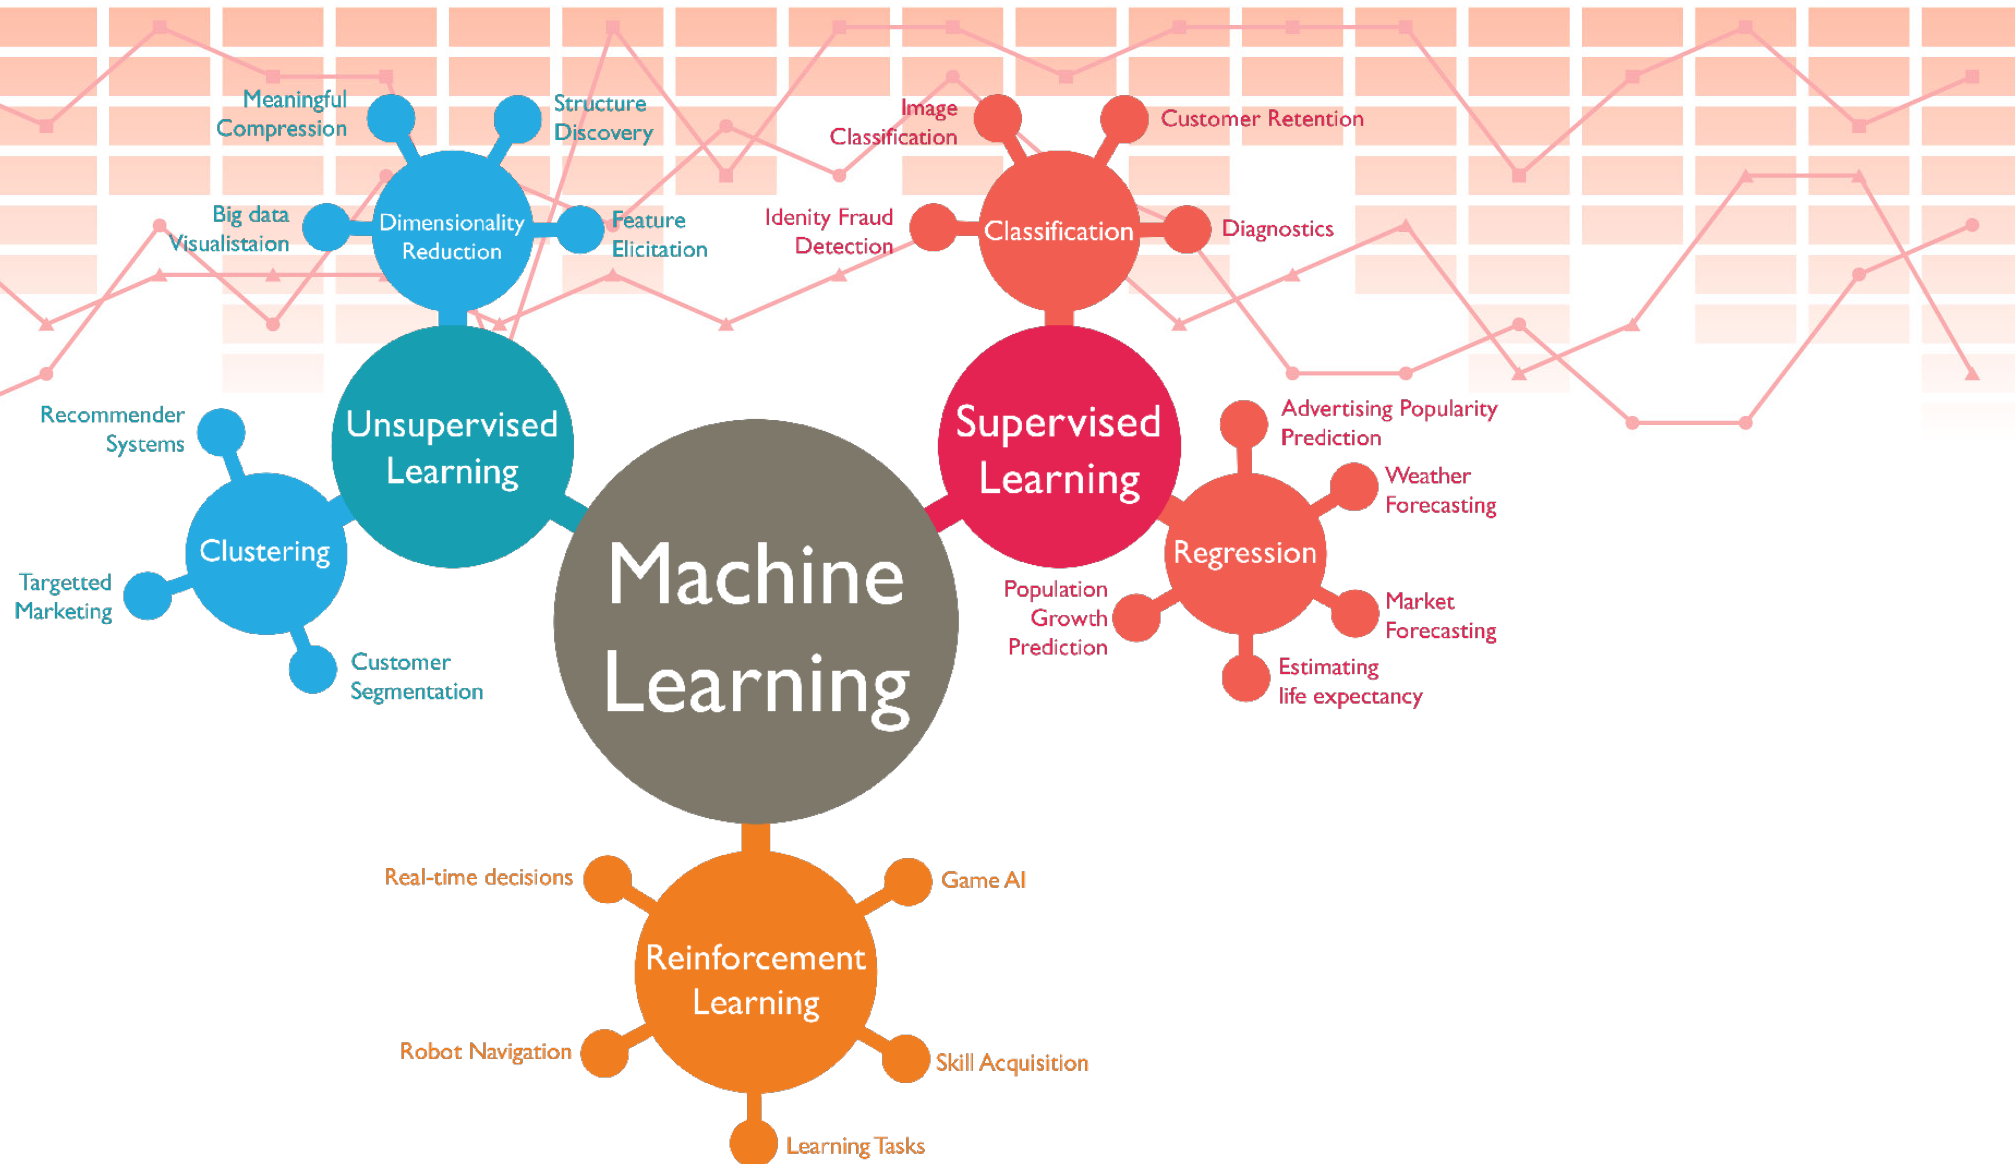 Meaningful
Compression
Structure
Discovery
Big data
Visualistaion
Dimensionality
Reduction
Feature
Elicitation
Image
Classification
Customer Retention
Idenity Fraud
Detection
Classification
Diagnostics
Recommender
Systems
Unsupervised
Learning
Clustering
Targetted
Marketing
Customer
Segmentation
Machine
Learning
Supervised
Learning
Advertising Popularity
Prediction
Weather
Forecasting
Regression
Population
Growth
Prediction
Market
Forecasting
Estimating
life expectancy
Real-time decisions
Game AI
Reinforcement
Learning
Robot Navigation
Skill Acquisition
Learning Tasks